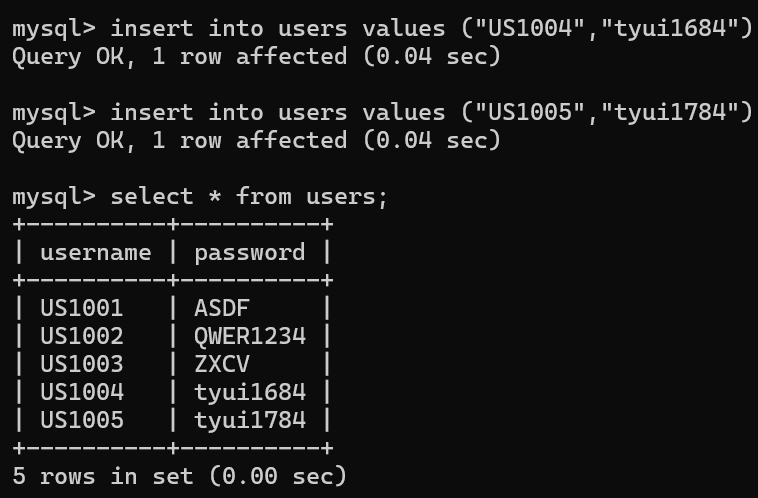 mysql> insert into users values ("US1004","tyui1684")
Query OK, 1 row affected (0.04 sec)

mysql> insert into users values ("US1005","tyui1784")
Query OK, 1 row affected (0.04 sec)

mysql> select * from users;
+----------+----------+
| username | password |
+----------+----------+
| US1001   | ASDF     |
| US1002   | QWER1234 |
| US1003   | ZXCV     |
| US1004   | tyui1684 |
| US1005   | tyui1784 |
+----------+----------+
5 rows in set (0.00 sec)